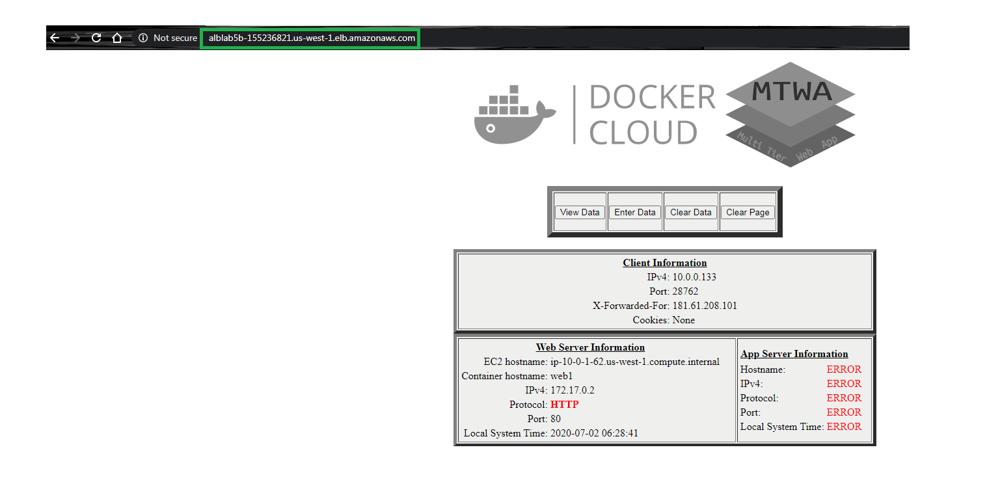 Not secure alblab5b-155236821.us-west-1.elb.amazonaws.com
DOCKER
CLOUD
MTWA
Multi Tier Web App
View Data Enter Data Clear Data Clear Page
Client Information
IPv4: 10.0.0.133
Port: 28762
X-Forwarded-For: 181.61.208.101
Cookies: None
Web Server Information
EC2 hostname: ip-10-0-1-62.us-west-1.compute.internal
Container hostname: web1
IPv4: 172.17.0.2
Protocol: HTTP
Port: 80
Local System Time: 2020-07-02 06:28:41
App Server Information
Hostname: ERROR
IPv4: ERROR
Protocol: ERROR
Port: ERROR
Local System Time: ERROR